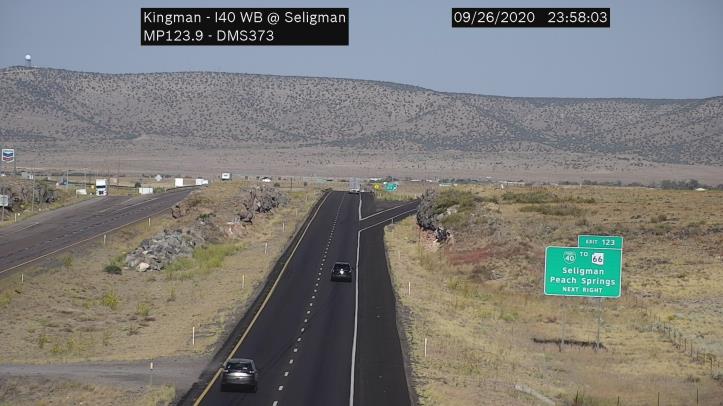 Kingman - I40 WB @ Seligman
MP123.9 - DMS373
09/26/2020 23:58:03
EXIT 123
40 TO 66
Seligman
Peach Springs
NEXT RIGHT